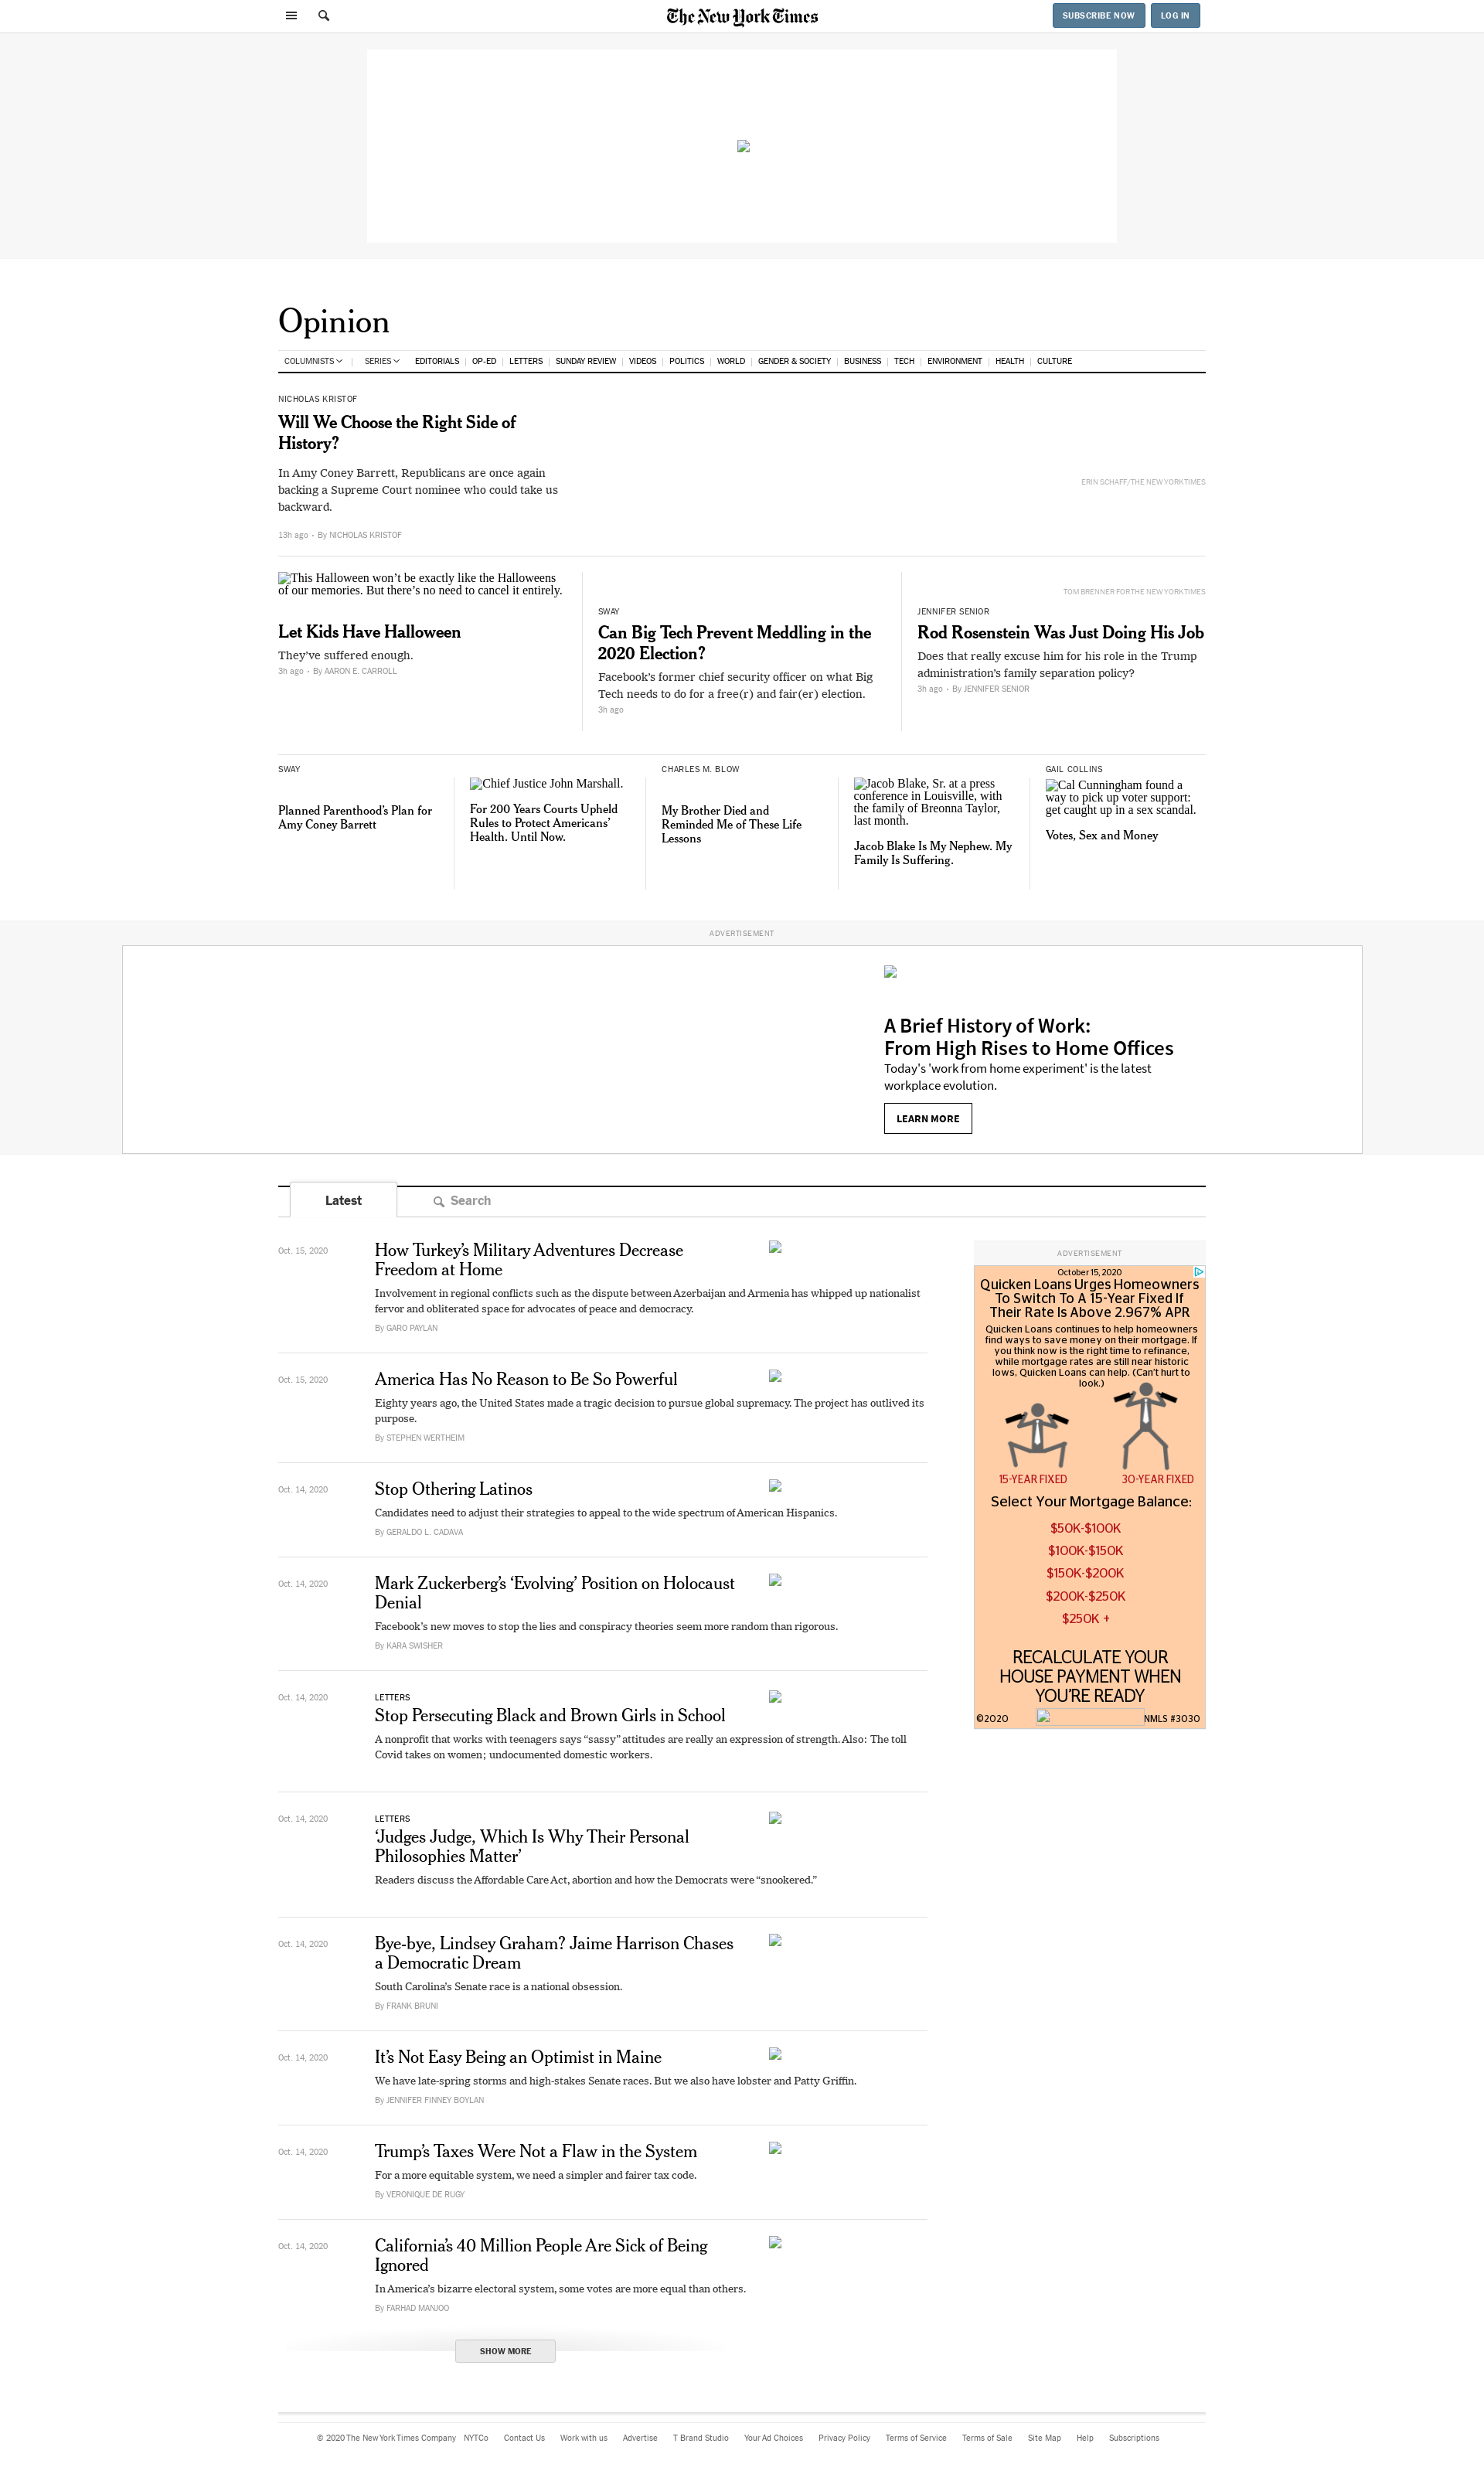 The New York Times
SUBSCRIBE NOW
LOG IN
Opinion
COLUMNISTS
SERIES
EDITORIALS
OP-ED
LETTERS
SUNDAY REVIEW
VIDEOS
POLITICS
WORLD
GENDER & SOCIETY
BUSINESS
TECH
ENVIRONMENT
HEALTH
CULTURE
NICHOLAS KRISTOF
Will We Choose the Right Side of
History?
In Amy Coney Barrett, Republicans are once again
backing a Supreme Court nominee who could take us
backward.
13h ago • By NICHOLAS KRISTOF
ERIN SCHAFF/THE NEW YORK TIMES
This Halloween won’t be exactly like the Halloweens
of our memories. But there’s no need to cancel it entirely.
Let Kids Have Halloween
They’ve suffered enough.
3h ago • By AARON E. CARROLL
SWAY
Can Big Tech Prevent Meddling in the
2020 Election?
Facebook’s former chief security officer on what Big
Tech needs to do for a free(r) and fair(er) election.
3h ago
TOM BRENNER FOR THE NEW YORK TIMES
JENNIFER SENIOR
Rod Rosenstein Was Just Doing His Job
Does that really excuse him for his role in the Trump
administration’s family separation policy?
3h ago • By JENNIFER SENIOR
SWAY
Planned Parenthood’s Plan for
Amy Coney Barrett
Chief Justice John Marshall.
For 200 Years Courts Upheld
Rules to Protect Americans’
Health. Until Now.
CHARLES M. BLOW
My Brother Died and
Reminded Me of These Life
Lessons
Jacob Blake, Sr. at a press
conference in Louisville, with
the family of Breonna Taylor,
last month.
Jacob Blake Is My Nephew. My
Family Is Suffering.
GAIL COLLINS
Cal Cunningham found a
way to pick up voter support:
get caught up in a sex scandal.
Votes, Sex and Money
ADVERTISEMENT
A Brief History of Work:
From High Rises to Home Offices
Today's 'work from home experiment' is the latest
workplace evolution.
LEARN MORE
Latest
Search
Oct. 15, 2020
How Turkey’s Military Adventures Decrease
Freedom at Home
Involvement in regional conflicts such as the dispute between Azerbaijan and Armenia has whipped up nationalist
fervor and obliterated space for advocates of peace and democracy.
By GARO PAYLAN
Oct. 15, 2020
America Has No Reason to Be So Powerful
Eighty years ago, the United States made a tragic decision to pursue global supremacy. The project has outlived its
purpose.
By STEPHEN WERTHEIM
Oct. 14, 2020
Stop Othering Latinos
Candidates need to adjust their strategies to appeal to the wide spectrum of American Hispanics.
By GERALDO L. CADAVA
Oct. 14, 2020
Mark Zuckerberg’s ‘Evolving’ Position on Holocaust
Denial
Facebook’s new moves to stop the lies and conspiracy theories seem more random than rigorous.
By KARA SWISHER
Oct. 14, 2020
LETTERS
Stop Persecuting Black and Brown Girls in School
A nonprofit that works with teenagers says “sassy” attitudes are really an expression of strength. Also: The toll
Covid takes on women; undocumented domestic workers.
Oct. 14, 2020
LETTERS
‘Judges Judge, Which Is Why Their Personal
Philosophies Matter’
Readers discuss the Affordable Care Act, abortion and how the Democrats were “snookered.”
Oct. 14, 2020
Bye-bye, Lindsey Graham? Jaime Harrison Chases
a Democratic Dream
South Carolina’s Senate race is a national obsession.
By FRANK BRUNI
Oct. 14, 2020
It’s Not Easy Being an Optimist in Maine
We have late-spring storms and high-stakes Senate races. But we also have lobster and Patty Griffin.
By JENNIFER FINNEY BOYLAN
Oct. 14, 2020
Trump’s Taxes Were Not a Flaw in the System
For a more equitable system, we need a simpler and fairer tax code.
By VERONIQUE DE RUGY
Oct. 14, 2020
California’s 40 Million People Are Sick of Being
Ignored
In America’s bizarre electoral system, some votes are more equal than others.
By FARHAD MANJOO
SHOW MORE
ADVERTISEMENT
October 15, 2020
Quicken Loans Urges Homeowners
To Switch To A 15-Year Fixed If
Their Rate Is Above 2.967% APR
Quicken Loans continues to help homeowners
find ways to save money on their mortgage. If
you think now is the right time to refinance,
while mortgage rates are still near historic
lows, Quicken Loans can help. (Can't hurt to
look.)
15-YEAR FIXED
30-YEAR FIXED
Select Your Mortgage Balance:
$50K-$100K
$100K-$150K
$150K-$200K
$200K-$250K
$250K +
RECALCULATE YOUR
HOUSE PAYMENT WHEN
YOU'RE READY
©2020
NMLS #3030
© 2020 The New York Times Company
NYTCo
Contact Us
Work with us
Advertise
T Brand Studio
Your Ad Choices
Privacy Policy
Terms of Service
Terms of Sale
Site Map
Help
Subscriptions